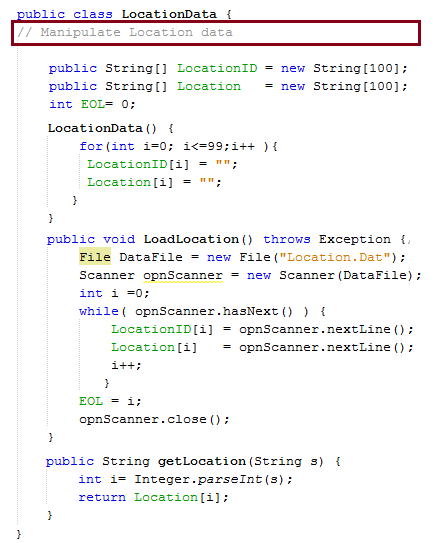 public class LocationData {
// Manipulate Location data
public String[] LocationID = new String[100];
public String[] Location   = new String[100];
int EOL= 0;
LocationData() {
for(int i=0; i<=99;i++ ){
LocationID[i] = "";
Location[i] = "";
}
}
public void LoadLocation() throws Exception {
File DataFile = new File("Location.Dat");
Scanner opnScanner = new Scanner(DataFile);
int i =0;
while( opnScanner.hasNext() ) {
LocationID[i] = opnScanner.nextLine();
Location[i]   = opnScanner.nextLine();
i++;
}
EOL = i;
opnScanner.close();
}
public String getLocation(String s) {
int i= Integer.parseInt(s);
return Location[i];
}
}